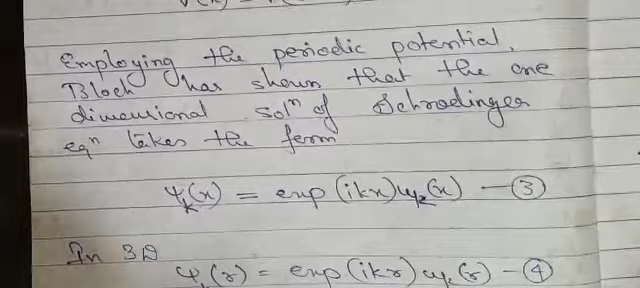 V(x) = V(
Employing the periodic potential,
Bloch has shown that the one
dimensional solⁿ of Schrodinger
eqⁿ takes the form
ψₖ(x) = exp(ikx)uₖ(x) — ③
In 3D
ψₖ(r) = exp(ikr)uₖ(r) — ④